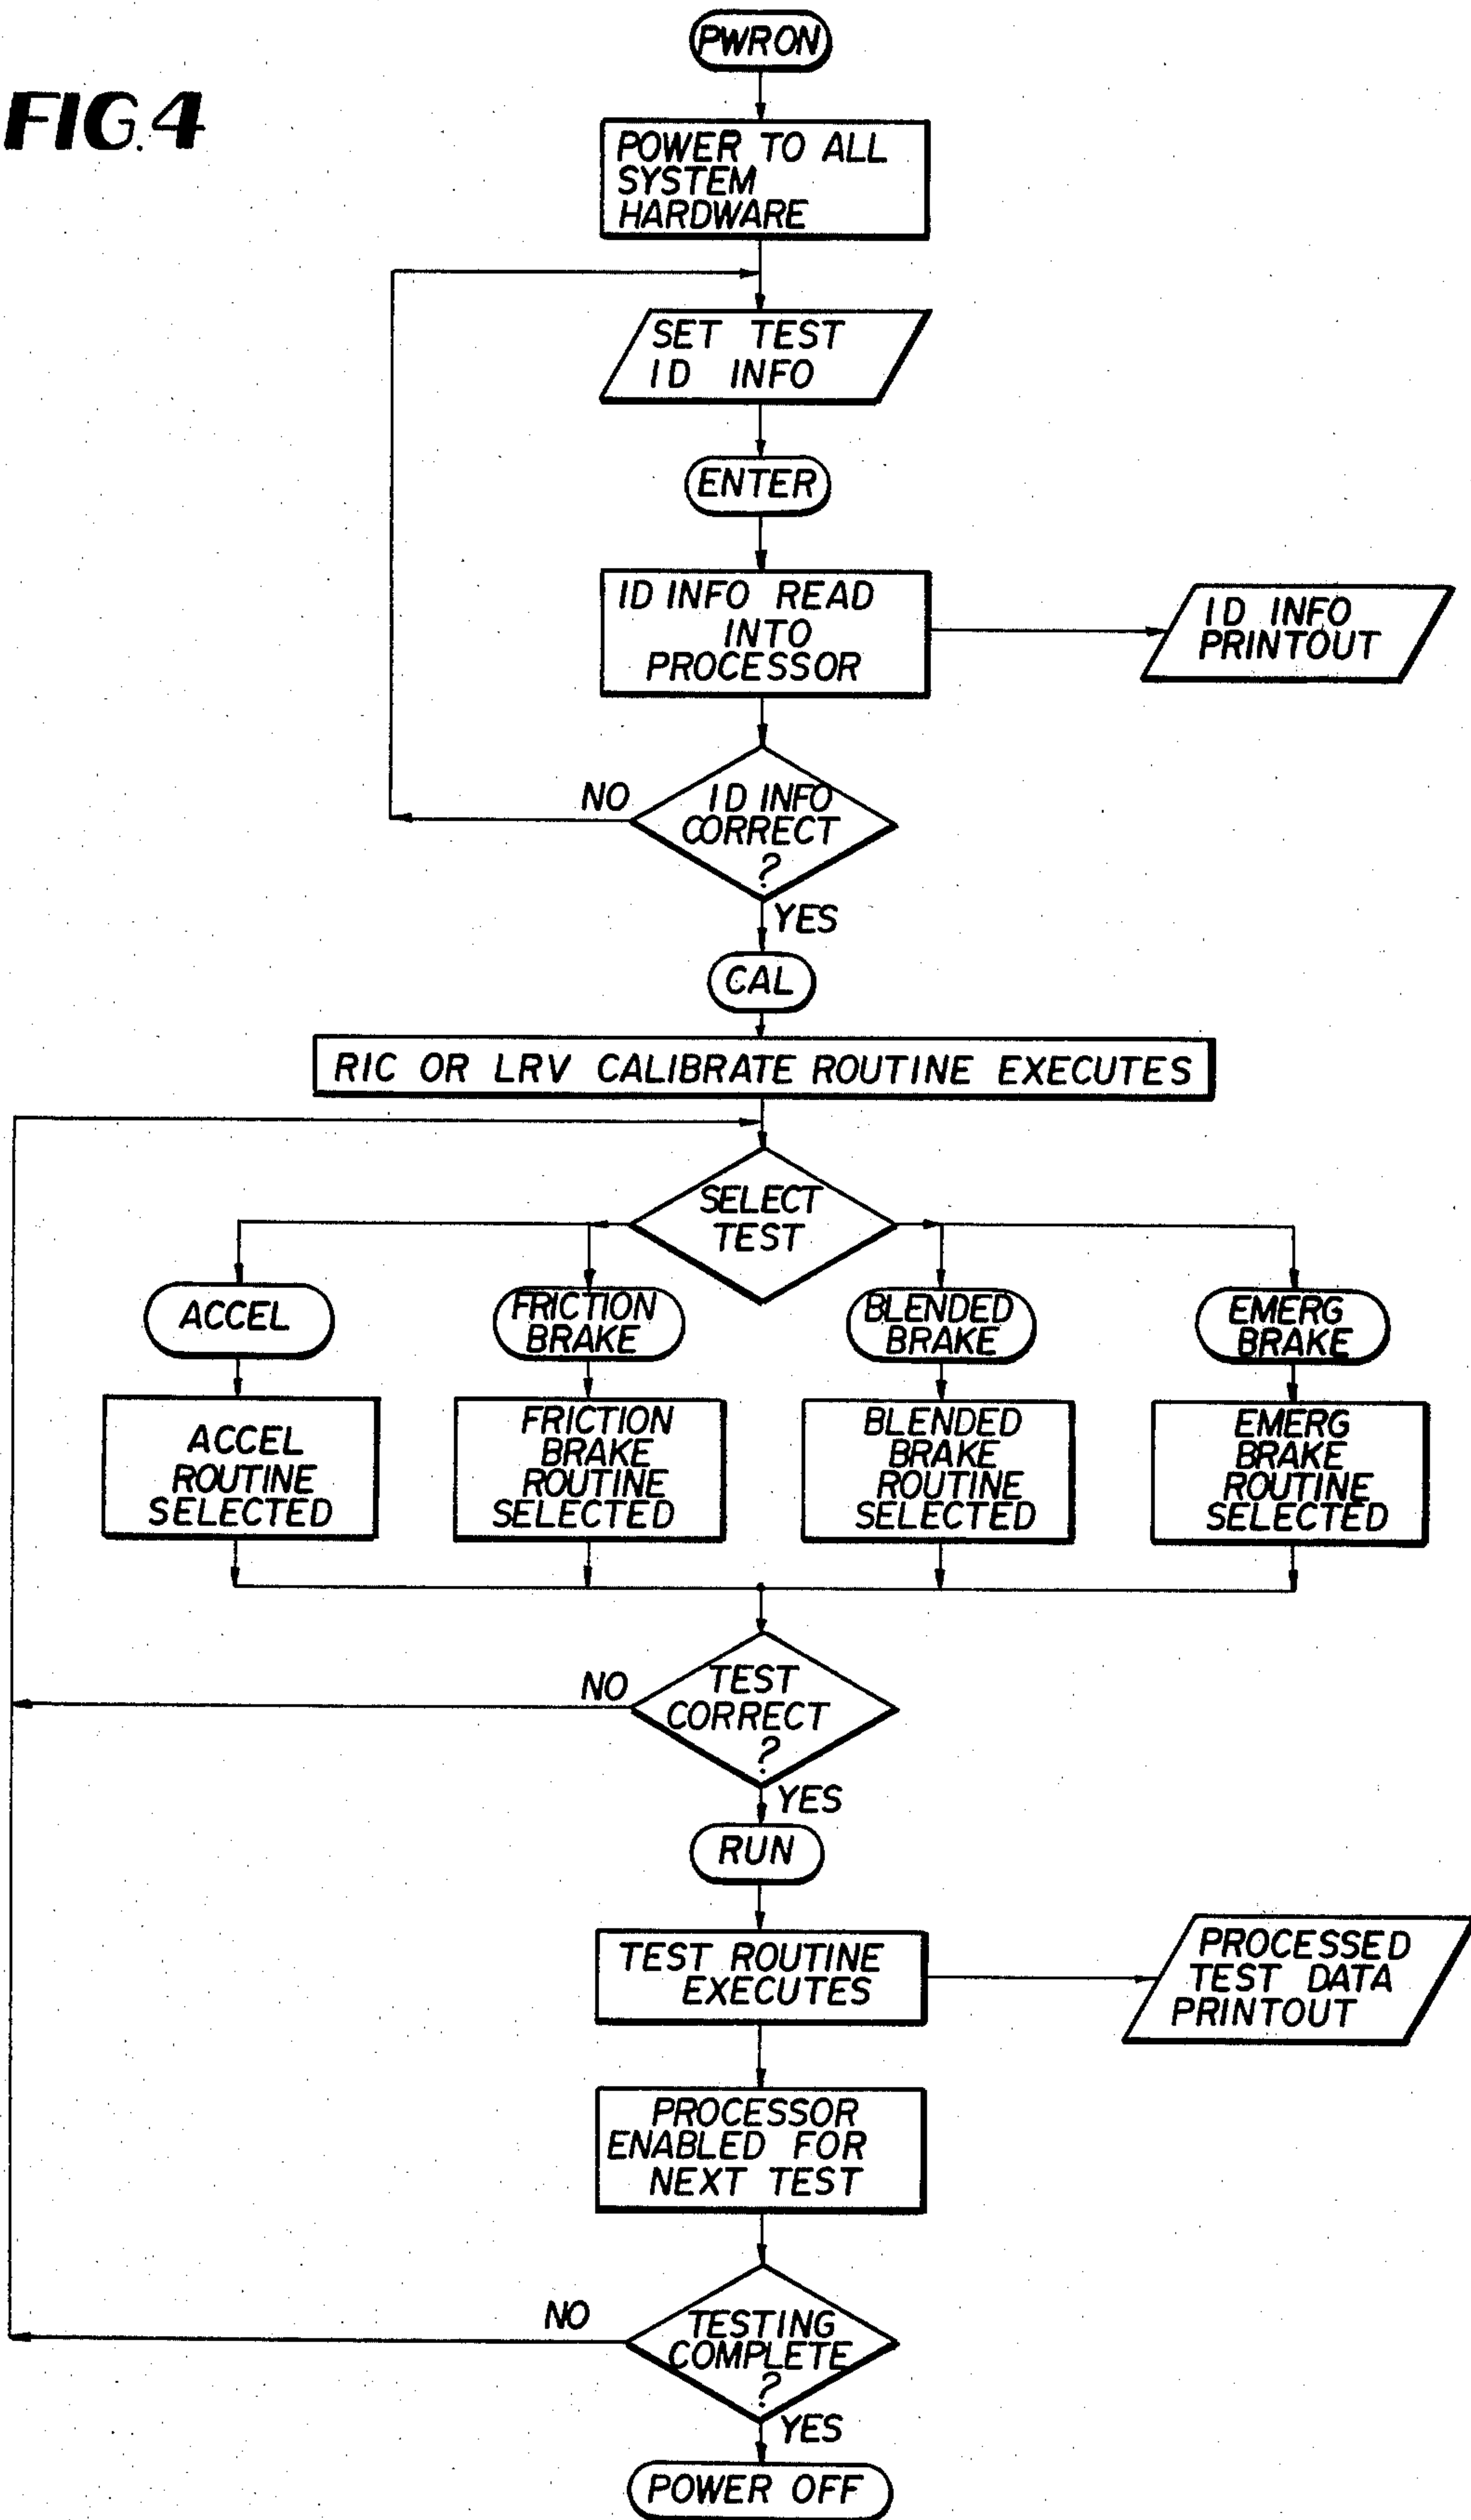 FIG.4
PWRON
POWER TO ALL
SYSTEM
HARDWARE
SET TEST
ID INFO
ENTER
ID INFO READ
INTO
PROCESSOR
ID INFO
PRINTOUT
ID INFO
CORRECT
?
NO
YES
CAL
RIC OR LRV CALIBRATE ROUTINE EXECUTES
SELECT
TEST
ACCEL
FRICTION
BRAKE
BLENDED
BRAKE
EMERG
BRAKE
ACCEL
ROUTINE
SELECTED
FRICTION
BRAKE
ROUTINE
SELECTED
BLENDED
BRAKE
ROUTINE
SELECTED
EMERG
BRAKE
ROUTINE
SELECTED
TEST
CORRECT
?
NO
YES
RUN
TEST ROUTINE
EXECUTES
PROCESSED
TEST DATA
PRINTOUT
PROCESSOR
ENABLED FOR
NEXT TEST
TESTING
COMPLETE
?
NO
YES
POWER OFF